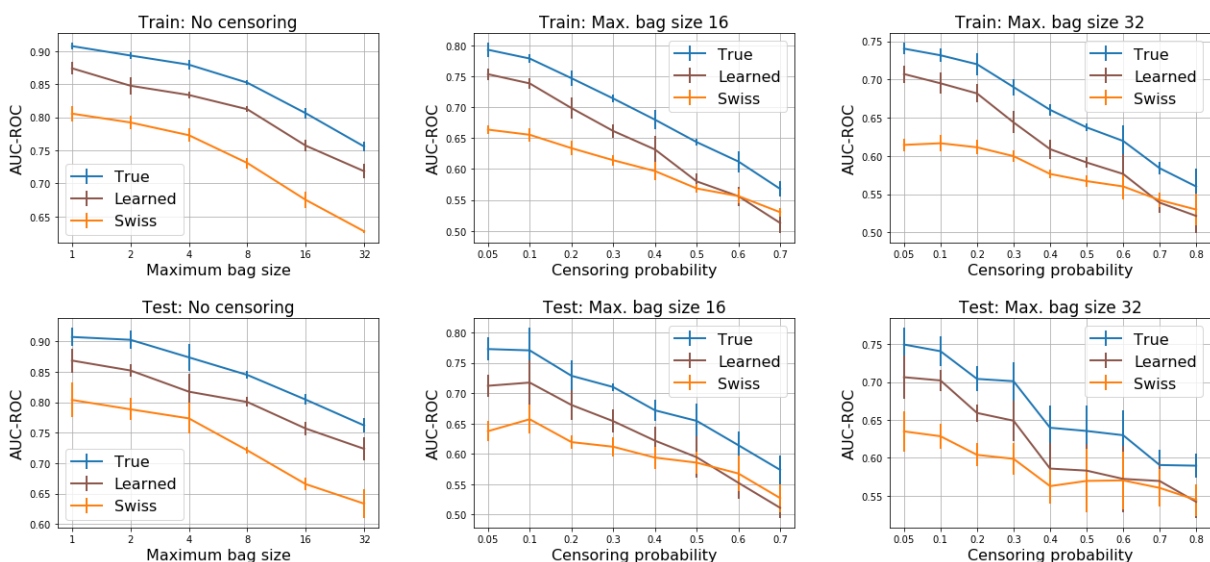 Train: No censoring
AUC-ROC
0.90
0.85
0.80
0.75
0.70
0.65
True
Learned
Swiss
1 2 4 8 16 32
Maximum bag size
Train: Max. bag size 16
AUC-ROC
0.80
0.75
0.70
0.65
0.60
0.55
0.50
True
Learned
Swiss
0.05 0.1 0.2 0.3 0.4 0.5 0.6 0.7
Censoring probability
Train: Max. bag size 32
AUC-ROC
0.75
0.70
0.65
0.60
0.55
0.50
True
Learned
Swiss
0.05 0.1 0.2 0.3 0.4 0.5 0.6 0.7 0.8
Censoring probability
Test: No censoring
AUC-ROC
0.90
0.85
0.80
0.75
0.70
0.65
0.60
True
Learned
Swiss
1 2 4 8 16 32
Maximum bag size
Test: Max. bag size 16
AUC-ROC
0.80
0.75
0.70
0.65
0.60
0.55
0.50
True
Learned
Swiss
0.05 0.1 0.2 0.3 0.4 0.5 0.6 0.7
Censoring probability
Test: Max. bag size 32
AUC-ROC
0.75
0.70
0.65
0.60
0.55
True
Learned
Swiss
0.05 0.1 0.2 0.3 0.4 0.5 0.6 0.7 0.8
Censoring probability